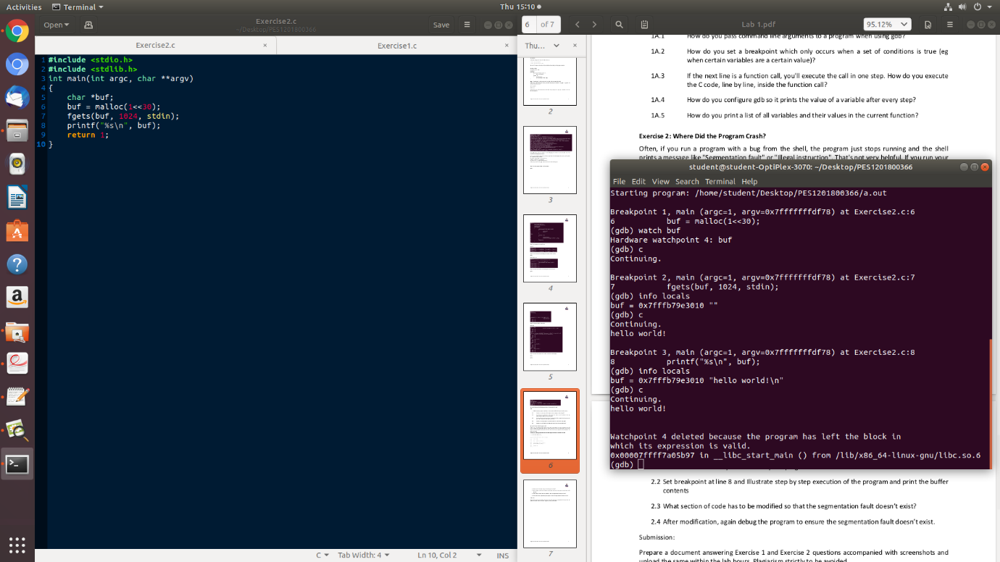 Activities
Terminal
Thu 15:10
Open
Exercise2.c
~/Desktop/PES1201800366
Save
6 of 7
Lab 1.pdf
95.12%
Exercise2.c ×
Exercise1.c ×
Thu... ×
1 #include <stdio.h>
2 #include <stdlib.h>
3 int main(int argc, char **argv)
4 {
5 char *buf;
6 buf = malloc(1<<30);
7 fgets(buf, 1024, stdin);
8 printf("%s\n", buf);
9 return 1;
10 }
C
Tab Width: 4
Ln 10, Col 2
INS
2
3
4
5
6
7
1A.1 How do you pass command line arguments to a program when using gdb?
1A.2 How do you set a breakpoint which only occurs when a set of conditions is true (eg
when certain variables are a certain value)?
1A.3 If the next line is a function call, you'll execute the call in one step. How do you execute
the C code, line by line, inside the function call?
1A.4 How do you configure gdb so it prints the value of a variable after every step?
1A.5 How do you print a list of all variables and their values in the current function?
Exercise 2: Where Did the Program Crash?
Often, if you run a program with a bug from the shell, the program just stops running and the shell
prints a message like "Segmentation fault" or "Illegal instruction". That's not very helpful. If you run your
student@student-OptiPlex-3070: ~/Desktop/PES1201800366
File Edit View Search Terminal Help
Starting program: /home/student/Desktop/PES1201800366/a.out
Breakpoint 1, main (argc=1, argv=0x7fffffffdf78) at Exercise2.c:6
6 buf = malloc(1<<30);
(gdb) watch buf
Hardware watchpoint 4: buf
(gdb) c
Continuing.
Breakpoint 2, main (argc=1, argv=0x7fffffffdf78) at Exercise2.c:7
7 fgets(buf, 1024, stdin);
(gdb) info locals
buf = 0x7fffb79e3010 ""
(gdb) c
Continuing.
hello world!
Breakpoint 3, main (argc=1, argv=0x7fffffffdf78) at Exercise2.c:8
8 printf("%s\n", buf);
(gdb) info locals
buf = 0x7fffb79e3010 "hello world!\n"
(gdb) c
Continuing.
hello world!
Watchpoint 4 deleted because the program has left the block in
which its expression is valid.
0x00007ffff7a05b97 in __libc_start_main () from /lib/x86_64-linux-gnu/libc.so.6
(gdb)
2.2 Set breakpoint at line 8 and Illustrate step by step execution of the program and print the buffer
contents
2.3 What section of code has to be modified so that the segmentation fault doesn't exist?
2.4 After modification, again debug the program to ensure the segmentation fault doesn't exist.
Submission:
Prepare a document answering Exercise 1 and Exercise 2 questions accompanied with screenshots and
upload the same within the lab hours. Plagiarism strictly to be avoided